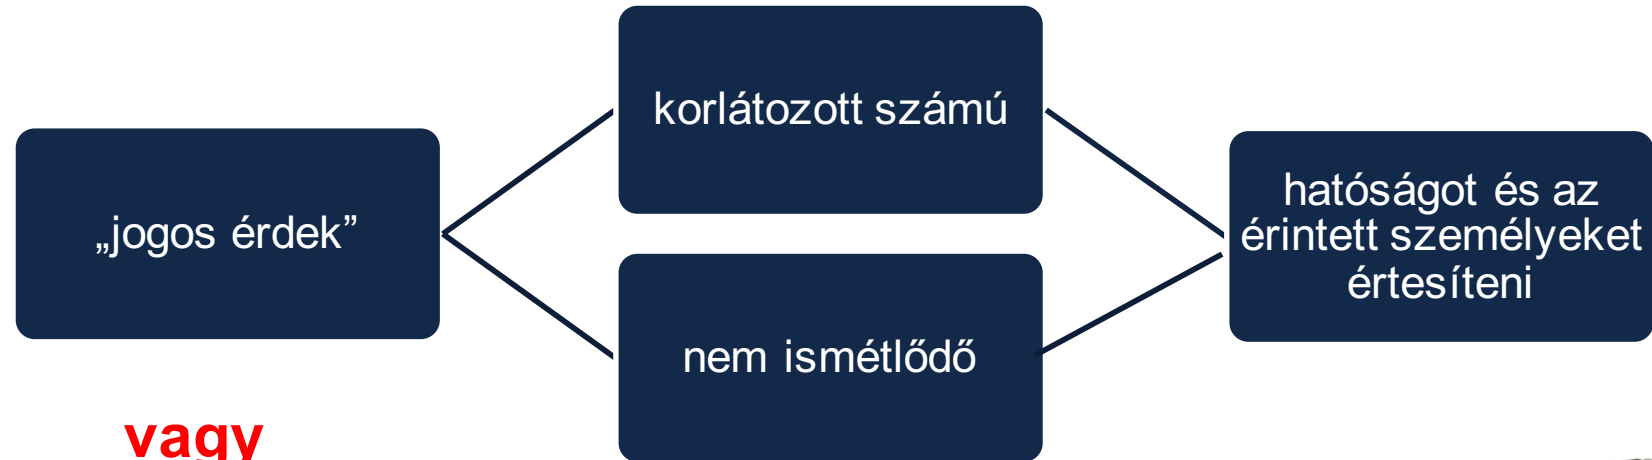 „jogos érdek”
korlátozott számú
nem ismétlődő
hatóságot és az
érintett személyeket
értesíteni
vagy